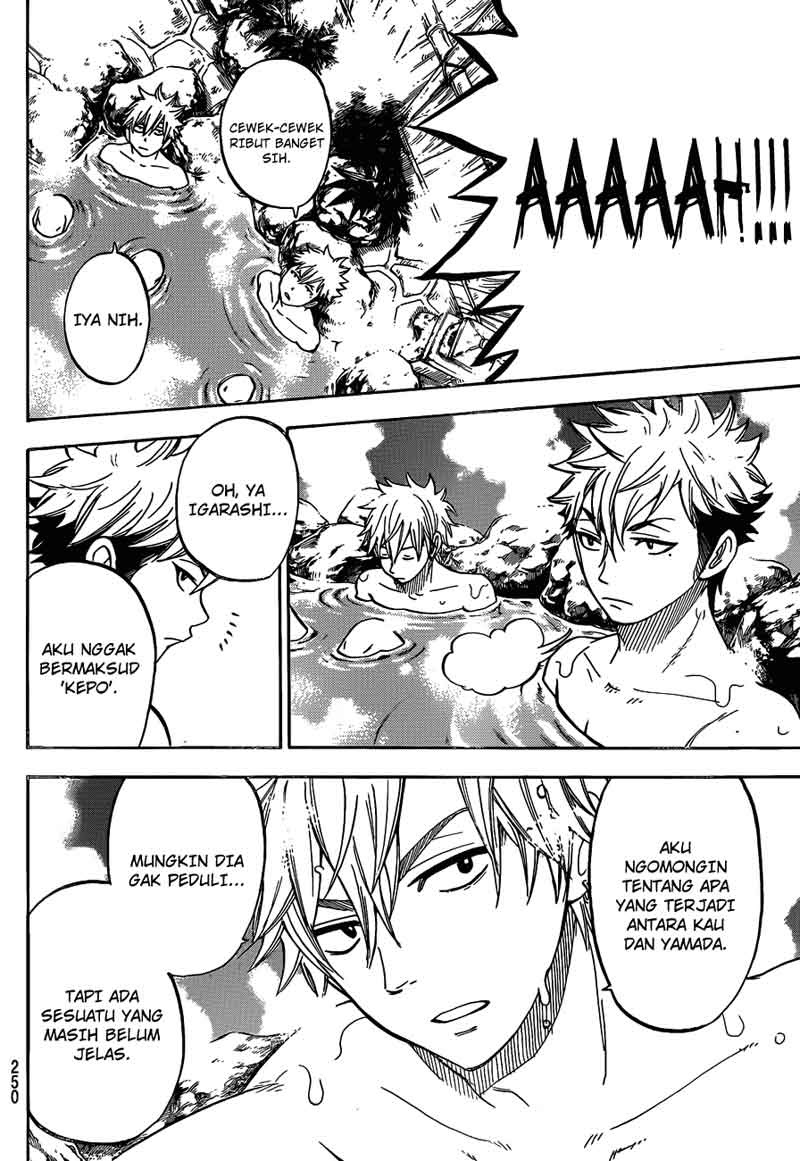 AAAAAH!!!
CEWEK-CEWEK
RIBUT BANGET
SIH.
IYA NIH.
OH, YA
IGARASHI...
AKU NGGAK
BERMAKSUD
'KEPO'.
AKU
NGOMONGIN
TENTANG APA
YANG TERJADI
ANTARA KAU
DAN YAMADA.
MUNGKIN DIA
GAK PEDULI...
TAPI ADA
SESUATU YANG
MASIH BELUM
JELAS.
250